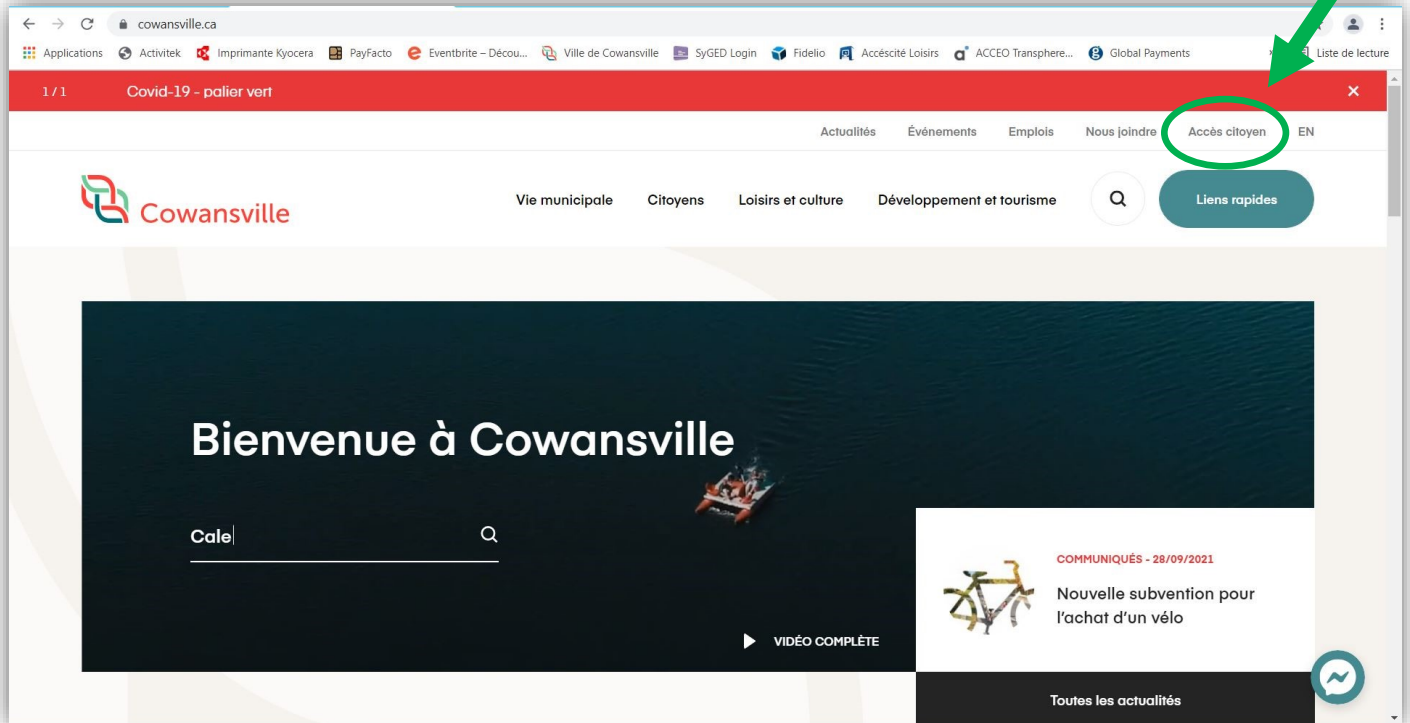 cowansville.ca
Applications Activitek Imprimante Kyocera PayFacto Eventbrite – Décou... Ville de Cowansville SyGED Login Fidelio Accéscité Loisirs ACCEO Transphere... Global Payments Liste de lecture
1 / 1 Covid-19 - palier vert
Actualités Événements Emplois Nous joindre Accès citoyen EN
Cowansville
Vie municipale Citoyens Loisirs et culture Développement et tourisme Liens rapides
Bienvenue à Cowansville
Cale
COMMUNIQUÉS - 28/09/2021
Nouvelle subvention pour
l'achat d'un vélo
VIDÉO COMPLÈTE
Toutes les actualités